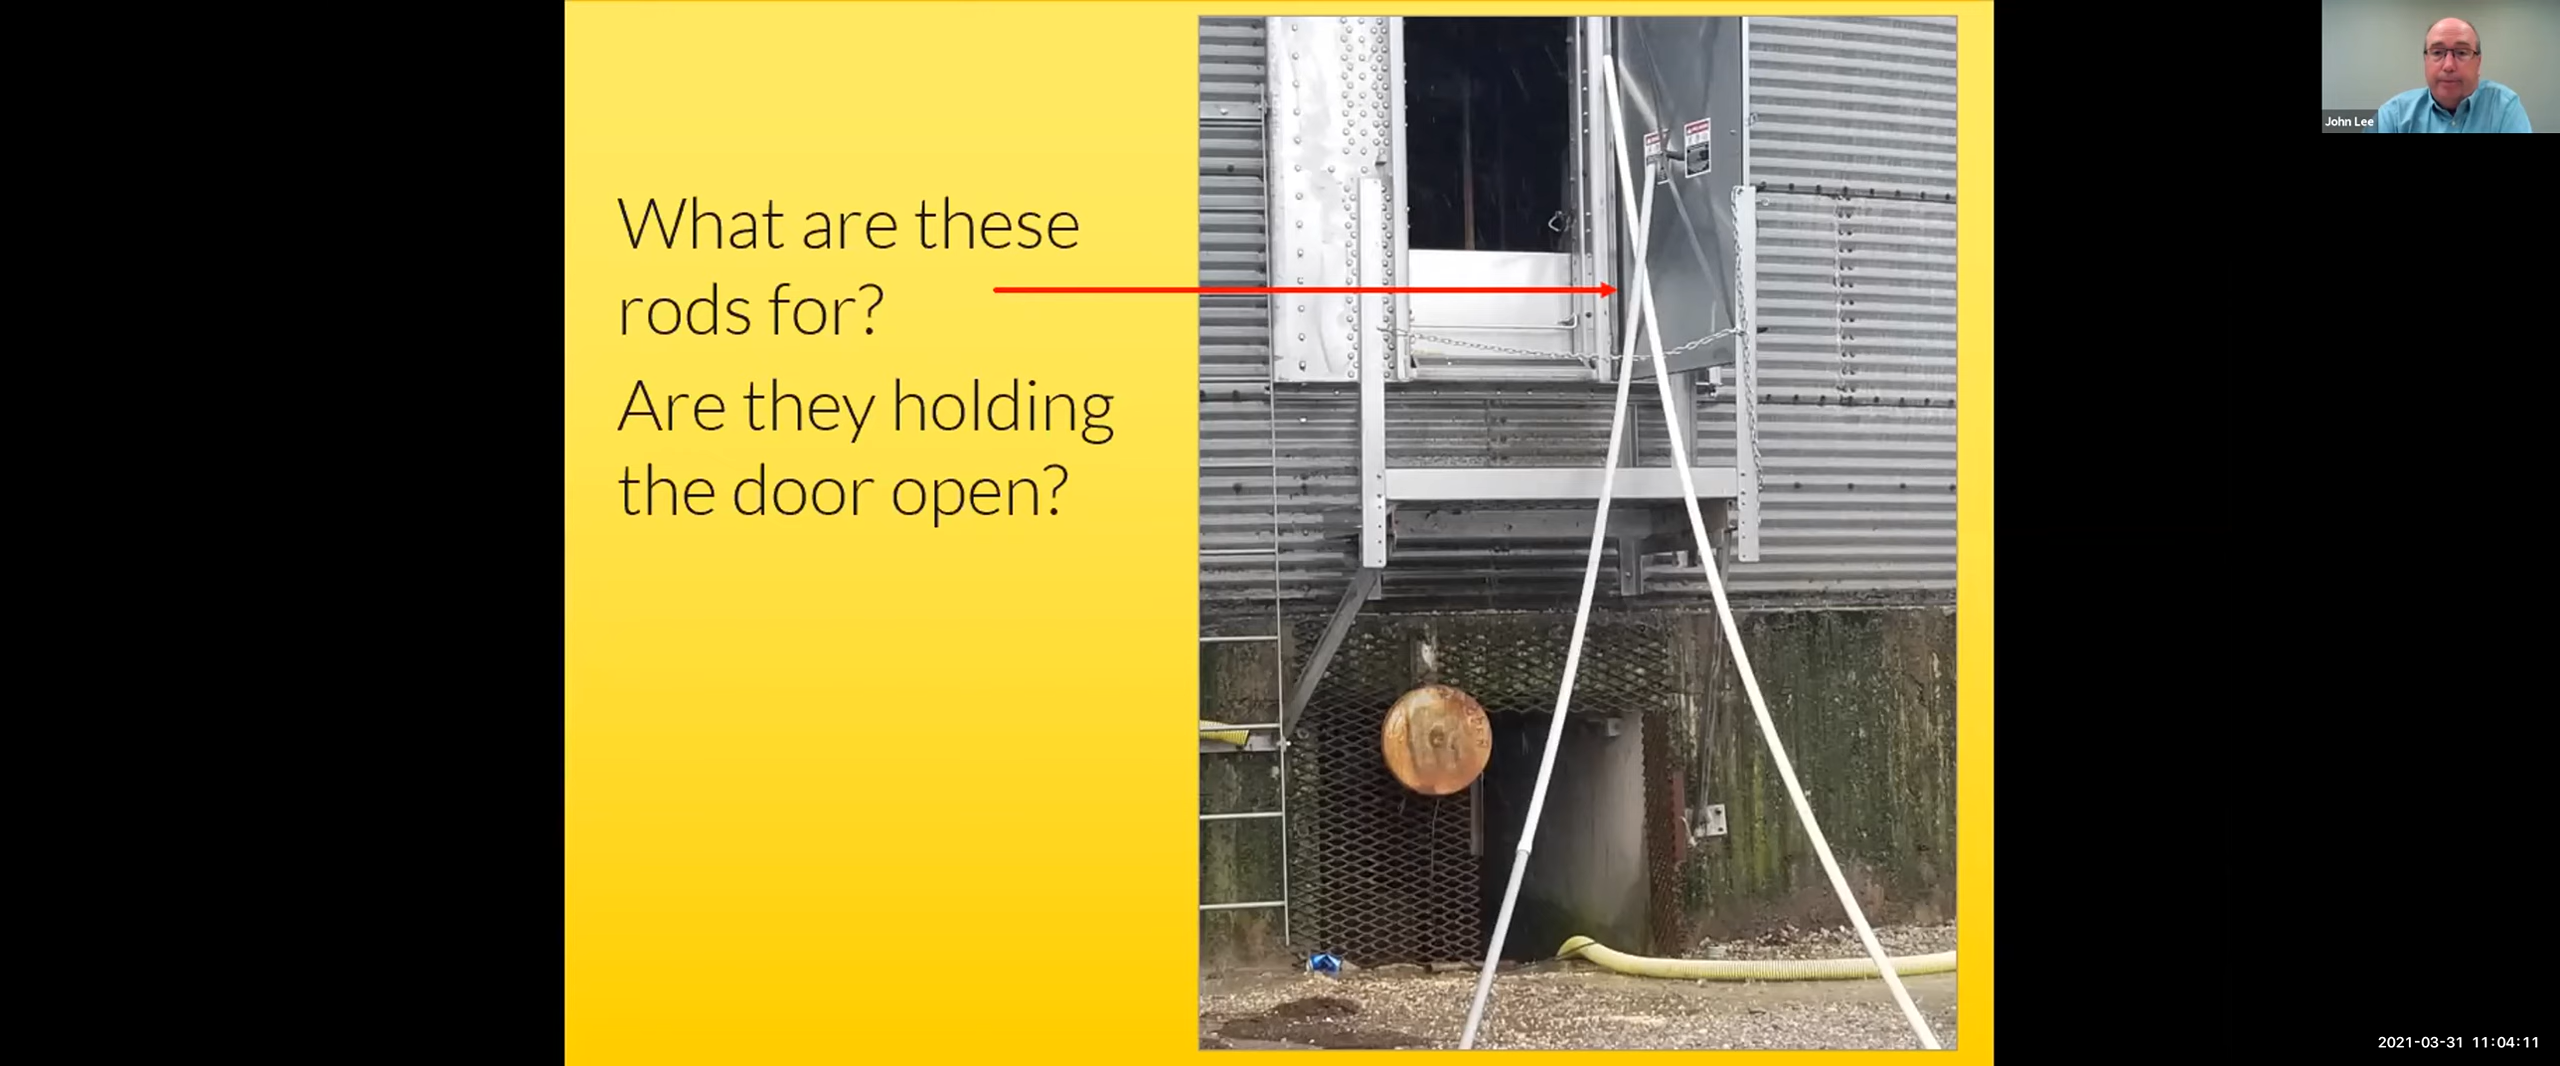 What are these
rods for?
Are they holding
the door open?
John Lee
2021-03-31 11:04:11